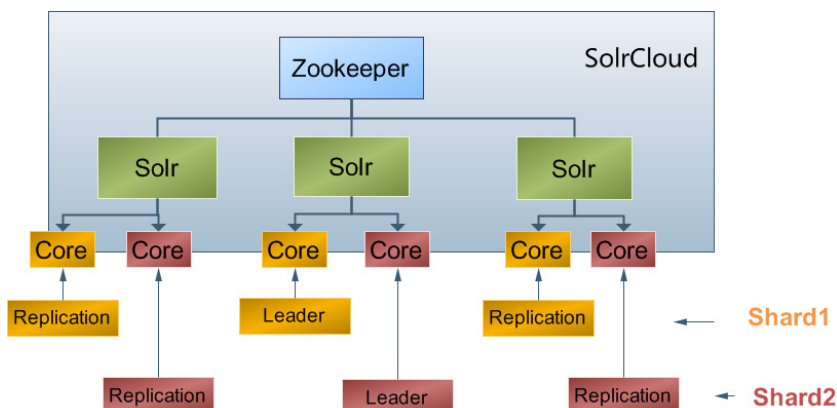 SolrCloud
Zookeeper
Solr
Solr
Solr
Core
Core
Core
Core
Core
Core
Replication
Leader
Replication
Shard1
Replication
Leader
Replication
Shard2